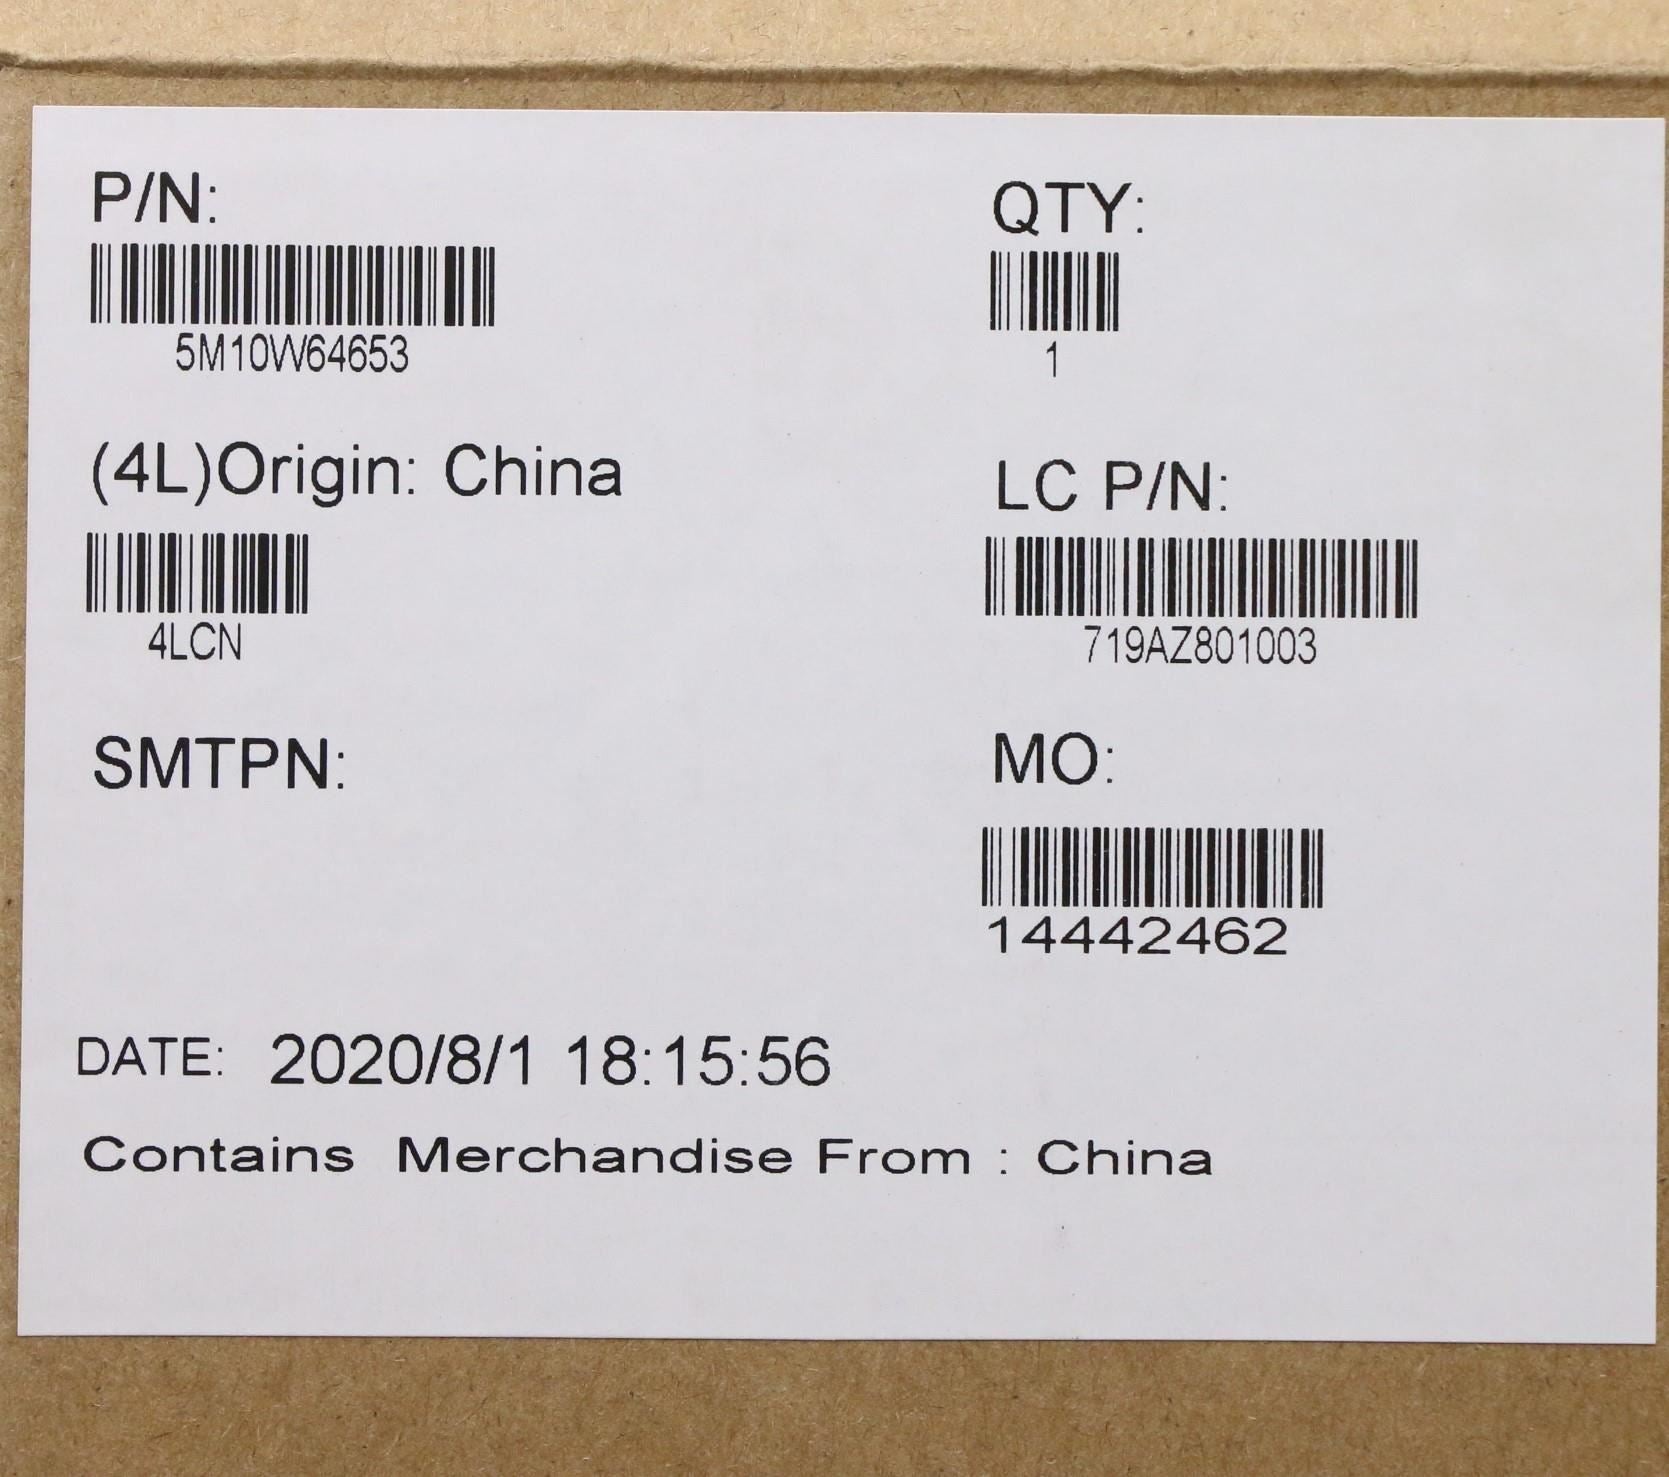 P/N:
5M10W64653
QTY:
1
(4L)Origin: China
4LCN
LC P/N:
719AZ801003
SMTPN:
MO:
14442462
DATE: 2020/8/1 18:15:56
Contains Merchandise From : China